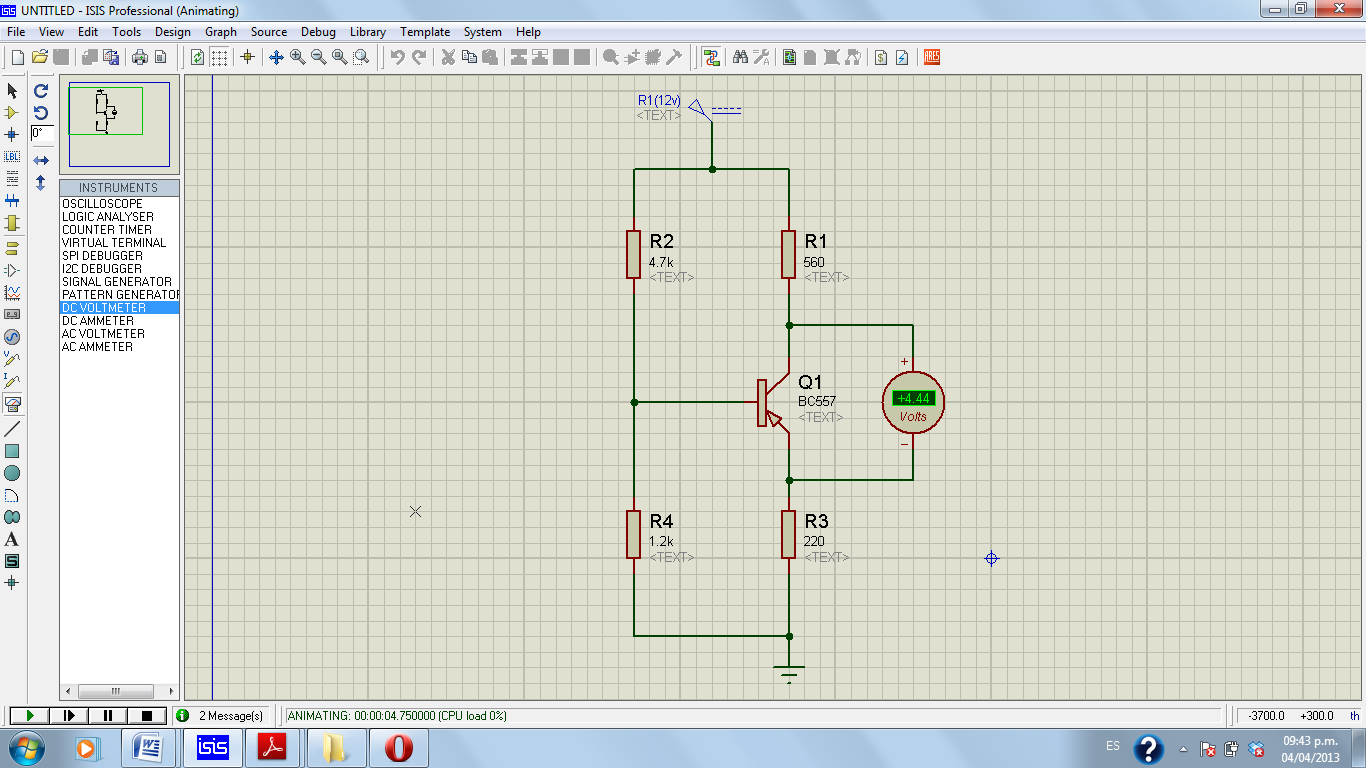 UNTITLED - ISIS Professional (Animating)
File View Edit Tools Design Graph Source Debug Library Template System Help
LBL
0°
A
S
V
I
$
ARES
INSTRUMENTS
OSCILLOSCOPE
LOGIC ANALYSER
COUNTER TIMER
VIRTUAL TERMINAL
SPI DEBUGGER
I2C DEBUGGER
SIGNAL GENERATOR
PATTERN GENERATOR
DC VOLTMETER
DC AMMETER
AC VOLTMETER
AC AMMETER
R1(12v)
<TEXT>
R2
4.7k
<TEXT>
R1
560
<TEXT>
Q1
BC557
<TEXT>
+
+4.44
Volts
−
R4
1.2k
<TEXT>
R3
220
<TEXT>
2 Message(s)
ANIMATING: 00:00:04.750000 (CPU load 0%)
-3700.0 +300.0 th
isis
ES
?
09:43 p.m.
04/04/2013